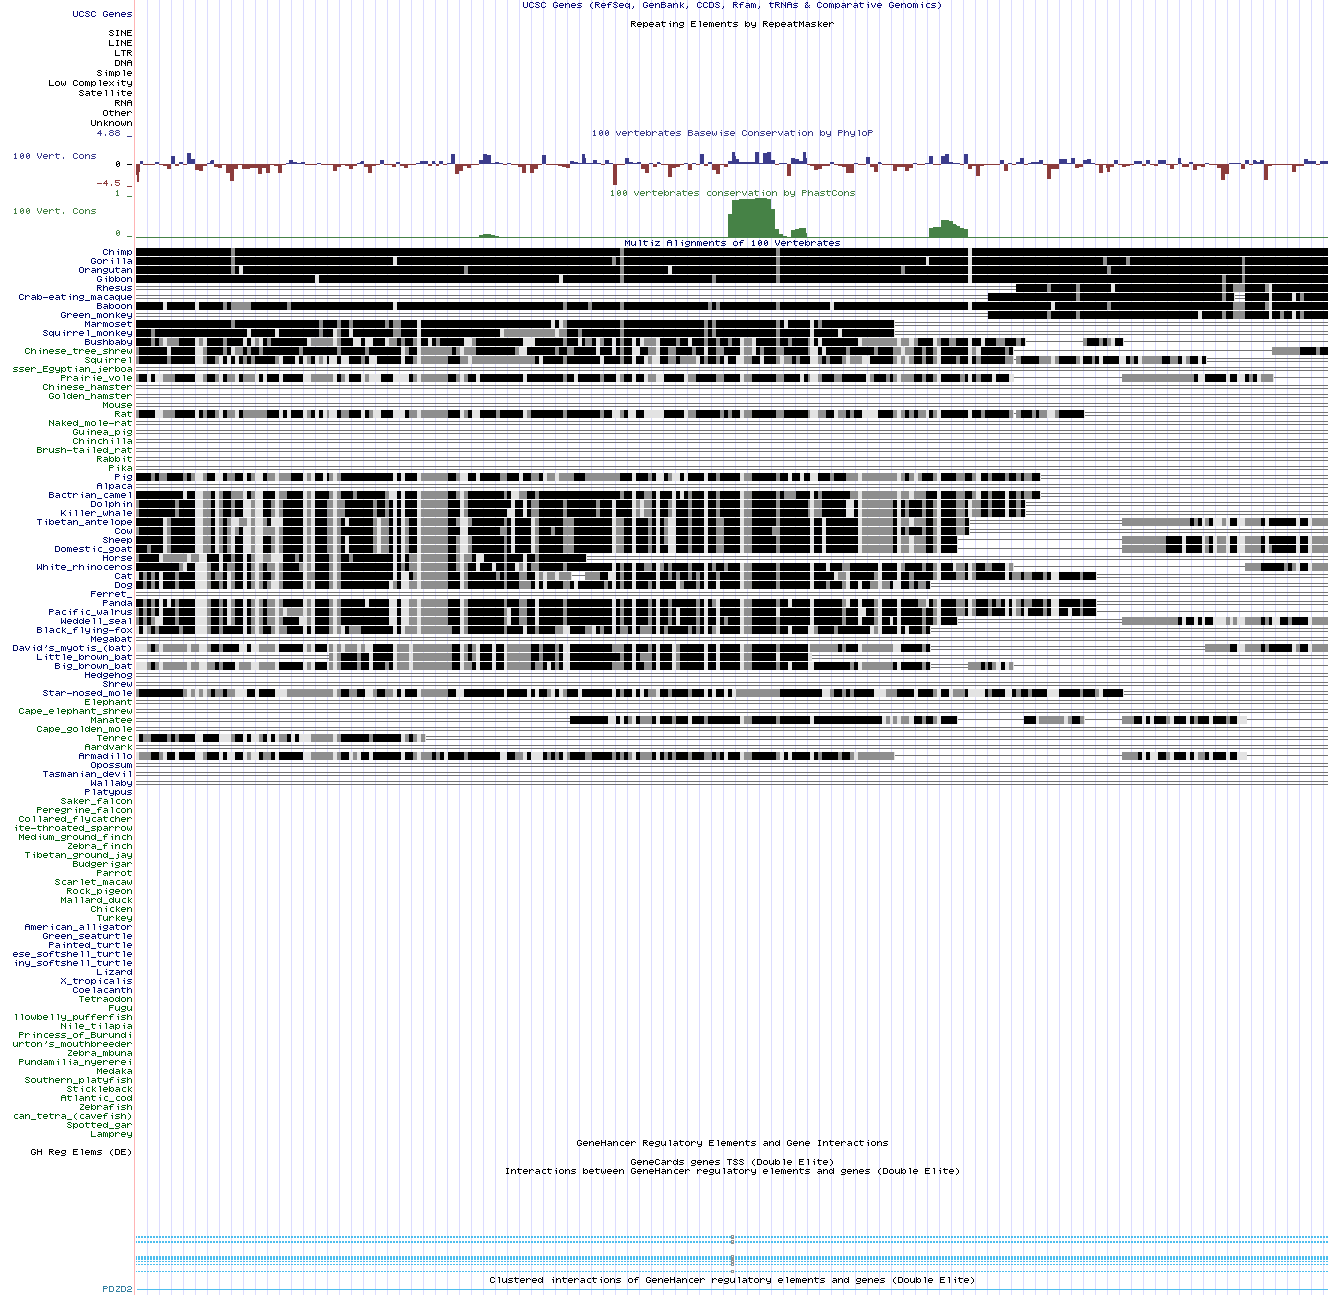 UCSC Genes (RefSeq, GenBank, CCDS, Rfam, tRNAs & Comparative Genomics)
UCSC Genes
Repeating Elements by RepeatMasker
SINE
LINE
LTR
DNA
Simple
Low Complexity
Satellite
RNA
Other
Unknown
4.88 _
100 vertebrates Basewise Conservation by PhyloP
100 Vert. Cons
0 _
-4.5 _
1 _
100 vertebrates conservation by PhastCons
100 Vert. Cons
0 _
Multiz Alignments of 100 Vertebrates
Chimp
Gorilla
Orangutan
Gibbon
Rhesus
Crab-eating_macaque
Baboon
Green_monkey
Marmoset
Squirrel_monkey
Bushbaby
Chinese_tree_shrew
Squirrel
sser_Egyptian_jerboa
Prairie_vole
Chinese_hamster
Golden_hamster
Mouse
Rat
Naked_mole-rat
Guinea_pig
Chinchilla
Brush-tailed_rat
Rabbit
Pika
Pig
Alpaca
Bactrian_camel
Dolphin
Killer_whale
Tibetan_antelope
Cow
Sheep
Domestic_goat
Horse
White_rhinoceros
Cat
Dog
Ferret_
Panda
Pacific_walrus
Weddell_seal
Black_flying-fox
Megabat
David's_myotis_(bat)
Little_brown_bat
Big_brown_bat
Hedgehog
Shrew
Star-nosed_mole
Elephant
Cape_elephant_shrew
Manatee
Cape_golden_mole
Tenrec
Aardvark
Armadillo
Opossum
Tasmanian_devil
Wallaby
Platypus
Saker_falcon
Peregrine_falcon
Collared_flycatcher
ite-throated_sparrow
Medium_ground_finch
Zebra_finch
Tibetan_ground_jay
Budgerigar
Parrot
Scarlet_macaw
Rock_pigeon
Mallard_duck
Chicken
Turkey
American_alligator
Green_seaturtle
Painted_turtle
ese_softshell_turtle
iny_softshell_turtle
Lizard
X_tropicalis
Coelacanth
Tetraodon
Fugu
llowbelly_pufferfish
Nile_tilapia
Princess_of_Burundi
urton's_mouthbreeder
Zebra_mbuna
Pundamilia_nyererei
Medaka
Southern_platyfish
Stickleback
Atlantic_cod
Zebrafish
can_tetra_(cavefish)
Spotted_gar
Lamprey
GeneHancer Regulatory Elements and Gene Interactions
GH Reg Elems (DE)
GeneCards genes TSS (Double Elite)
Interactions between GeneHancer regulatory elements and genes (Double Elite)
Clustered interactions of GeneHancer regulatory elements and genes (Double Elite)
PDZD2